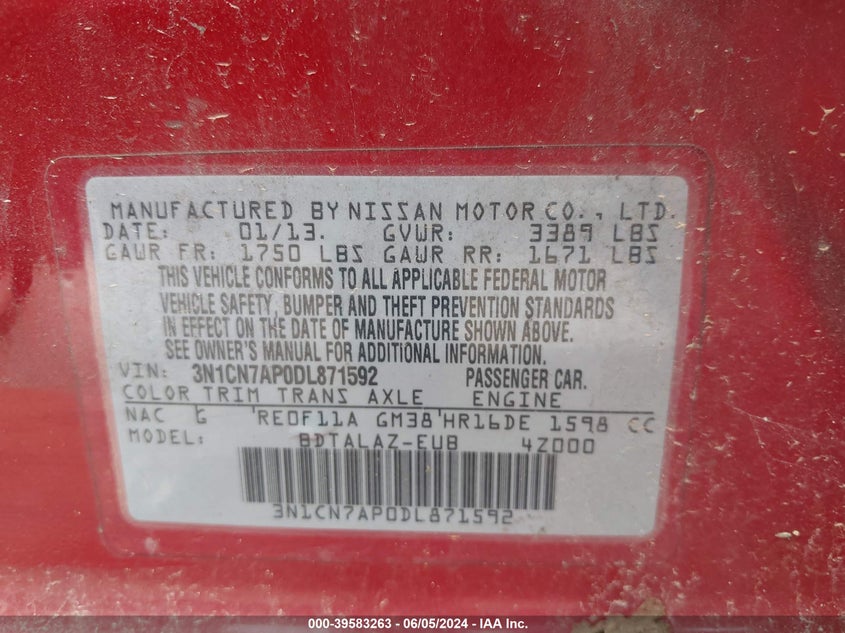 MANUFACTURED BY NISSAN MOTOR CO., LTD.
DATE: 01/13. GVWR: 3389 LBS
GAWR FR: 1750 LBS GAWR RR: 1671 LBS
THIS VEHICLE CONFORMS TO ALL APPLICABLE FEDERAL MOTOR
VEHICLE SAFETY, BUMPER AND THEFT PREVENTION STANDARDS
IN EFFECT ON THE DATE OF MANUFACTURE SHOWN ABOVE.
SEE OWNER'S MANUAL FOR ADDITIONAL INFORMATION.
VIN: 3N1CN7AP0DL871592 PASSENGER CAR.
COLOR TRIM TRANS AXLE ENGINE
NAC G RE0F11A GM38 HR16DE 1598 CC
MODEL: BDTALAZ-EUB 4Z000
3N1CN7AP0DL871592
000-39583263 - 06/05/2024 - IAA Inc.